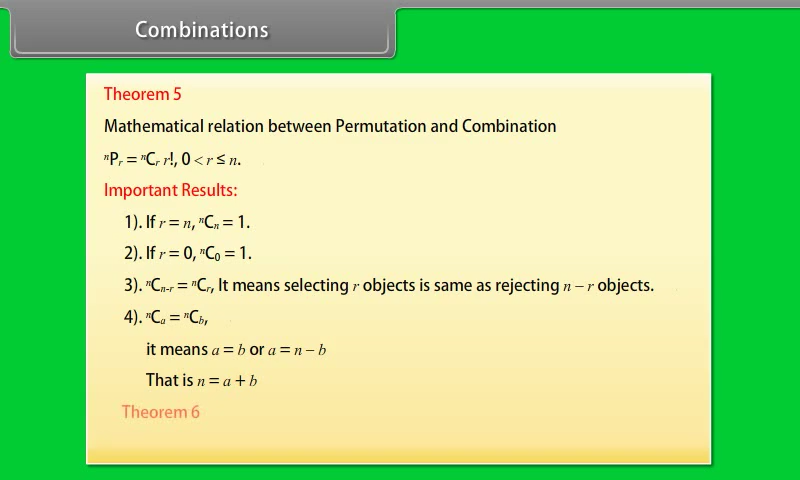 Combinations
Theorem 5
Mathematical relation between Permutation and Combination
ⁿPᵣ = ⁿCᵣ r!, 0 < r ≤ n.
Important Results:
1). If r = n, ⁿCₙ = 1.
2). If r = 0, ⁿC₀ = 1.
3). ⁿCₙ₋ᵣ = ⁿCᵣ, It means selecting r objects is same as rejecting n – r objects.
4). ⁿCₐ = ⁿC_b,
it means a = b or a = n – b
That is n = a + b
Theorem 6